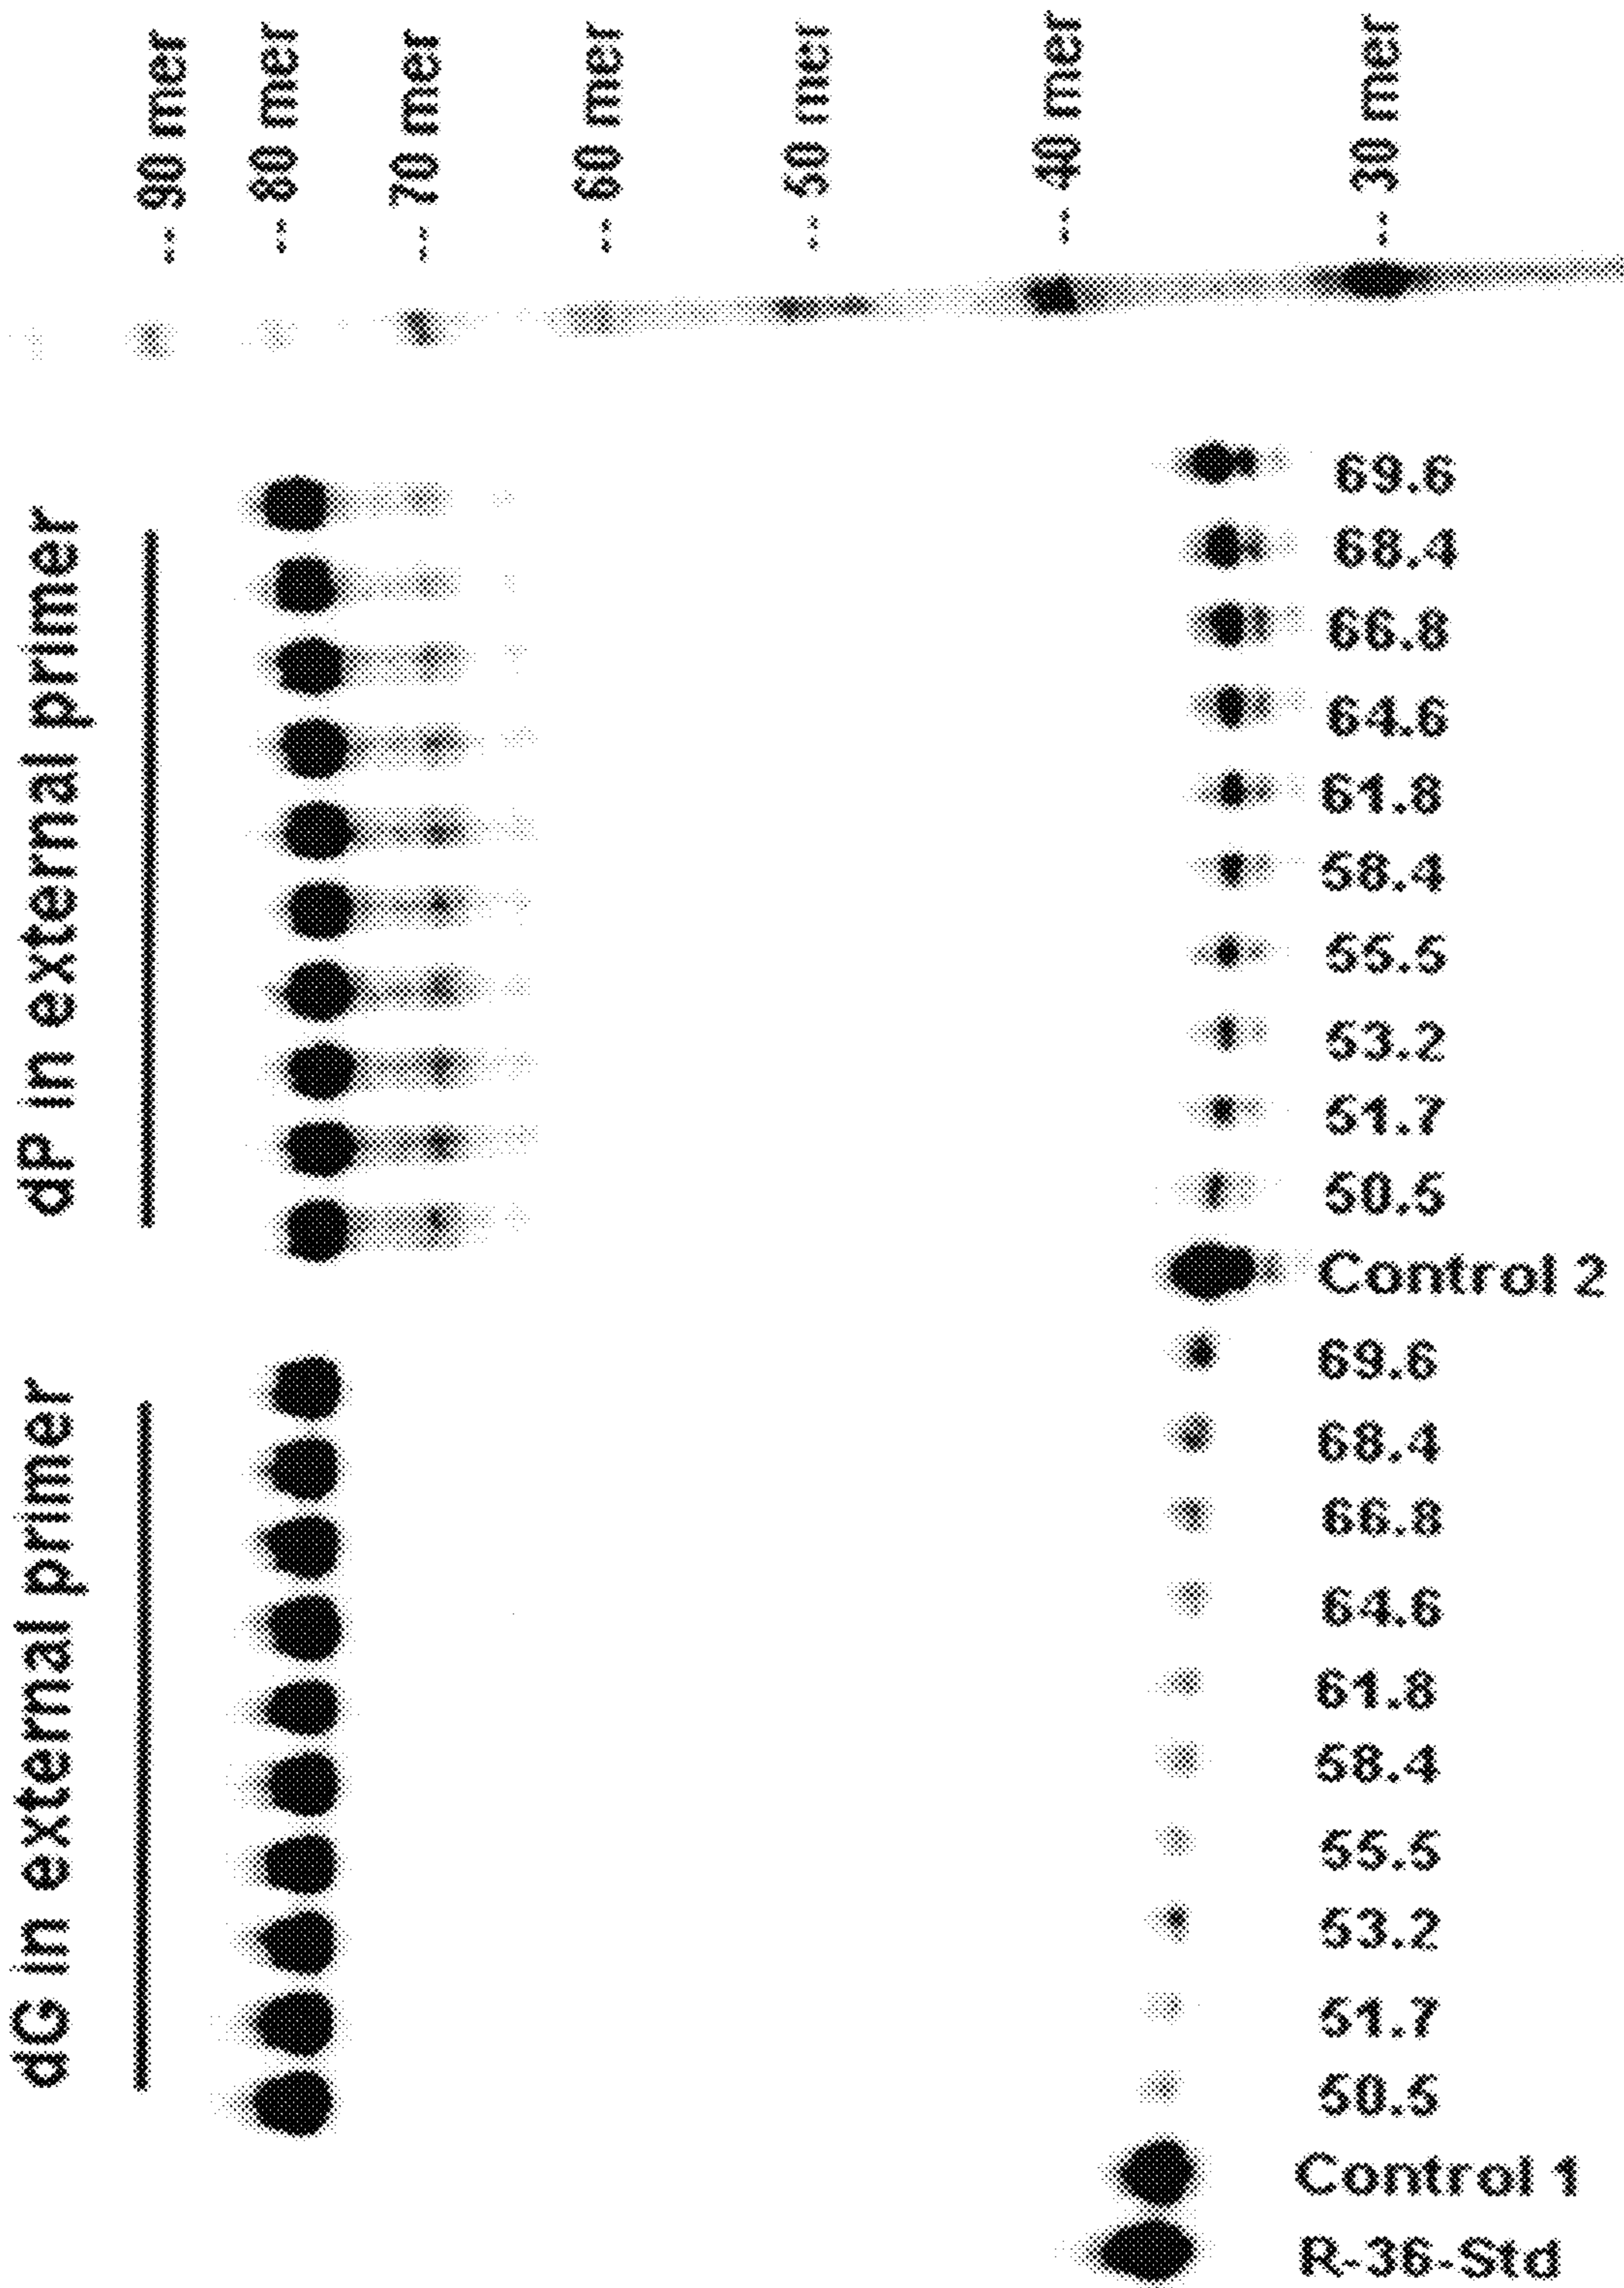 --- 90 mer
--- 80 mer
--- 70 mer
--- 60 mer
--- 50 mer
--- 40 mer
--- 30 mer
dP in external primer
69.6
68.4
66.8
64.6
61.8
58.4
55.5
53.2
51.7
50.5
Control 2
dG in external primer
69.6
68.4
66.8
64.6
61.8
58.4
55.5
53.2
51.7
50.5
Control 1
R-36-Std